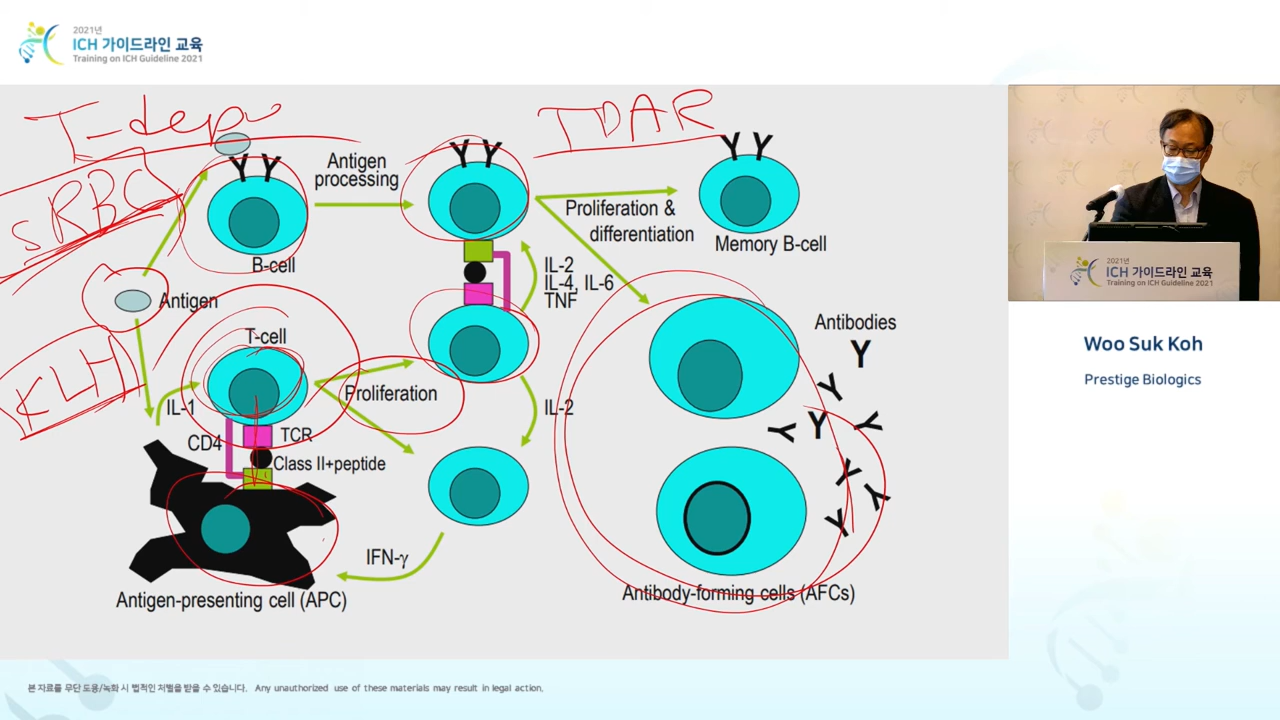 2021년
ICH 가이드라인 교육
Training on ICH Guideline 2021
T-depe
TDAR
sRBC
KLH
Antigen
processing
Proliferation &
differentiation
Memory B-cell
B-cell
IL-2
IL-4, IL-6
TNF
Antigen
T-cell
Antibodies
Proliferation
IL-1
IL-2
CD4
TCR
Class II+peptide
IFN-γ
Antigen-presenting cell (APC)
Antibody-forming cells (AFCs)
2021년
ICH 가이드라인 교육
Training on ICH Guideline 2021
Woo Suk Koh
Prestige Biologics
본 자료를 무단 도용/녹화 시 법적인 처벌을 받을 수 있습니다. Any unauthorized use of these materials may result in legal action.